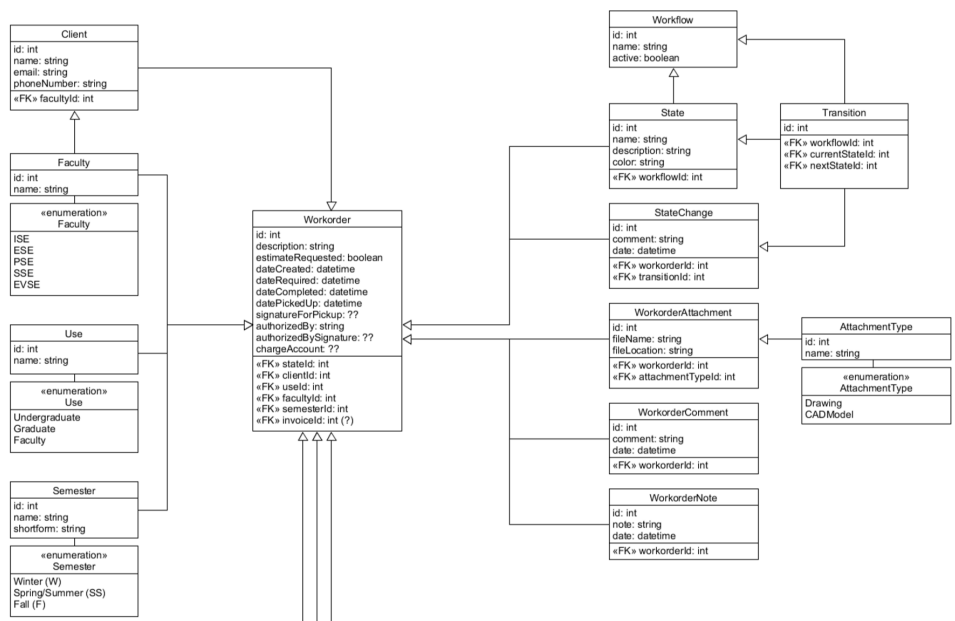 Client
id: int
name: string
email: string
phoneNumber: string
«FK» facultyId: int
Faculty
id: int
name: string
«enumeration»
Faculty
ISE
ESE
PSE
SSE
EVSE
Use
id: int
name: string
«enumeration»
Use
Undergraduate
Graduate
Faculty
Semester
id: int
name: string
shortform: string
«enumeration»
Semester
Winter (W)
Spring/Summer (SS)
Fall (F)
Workorder
id: int
description: string
estimateRequested: boolean
dateCreated: datetime
dateRequired: datetime
dateCompleted: datetime
datePickedUp: datetime
signatureForPickup: ??
authorizedBy: string
authorizedBySignature: ??
chargeAccount: ??
«FK» stateId: int
«FK» clientId: int
«FK» useId: int
«FK» facultyId: int
«FK» semesterId: int
«FK» invoiceId: int (?)
Workflow
id: int
name: string
active: boolean
State
id: int
name: string
description: string
color: string
«FK» workflowId: int
Transition
id: int
«FK» workflowId: int
«FK» currentStateId: int
«FK» nextStateId: int
StateChange
id: int
comment: string
date: datetime
«FK» workorderId: int
«FK» transitionId: int
WorkorderAttachment
id: int
fileName: string
fileLocation: string
«FK» workorderId: int
«FK» attachmentTypeId: int
AttachmentType
id: int
name: string
«enumeration»
AttachmentType
Drawing
CADModel
WorkorderComment
id: int
comment: string
date: datetime
«FK» workorderId: int
WorkorderNote
id: int
note: string
date: datetime
«FK» workorderId: int